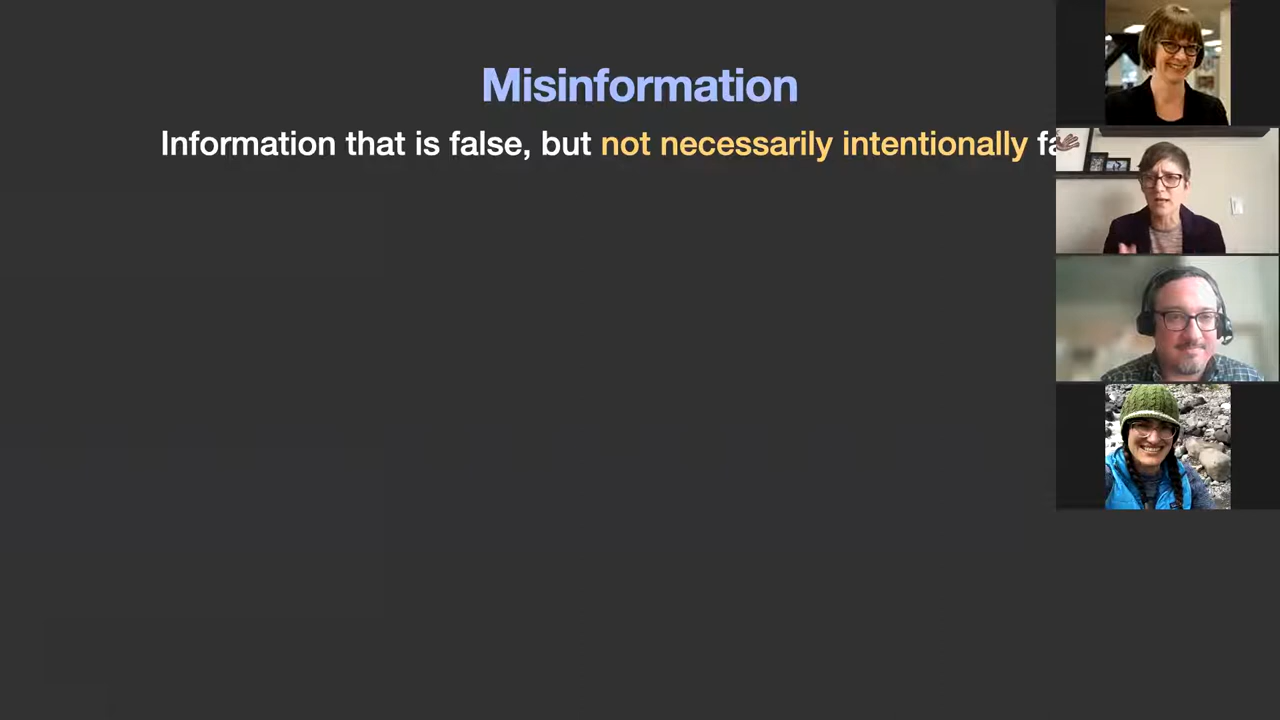 Misinformation
Information that is false, but not necessarily intentionally